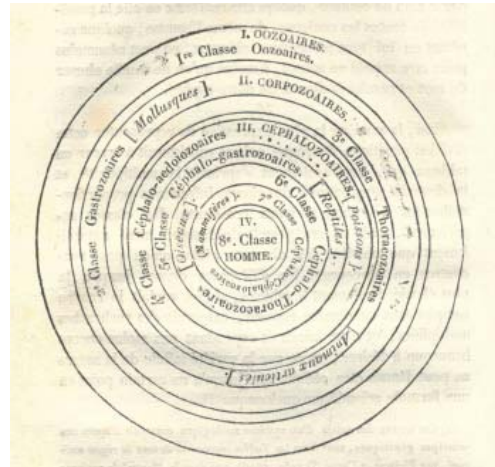 I. OOZOAIRES.
1re Classe Oozoaires.
II. CORPOZOAIRES.
2e Classe Gastrozoaires [Mollusques].
3e Classe Thoracozoaires
[Animaux articulés].
III. CEPHALOZOAIRES.
4e Classe Céphalo-aedoiozoaires
[Poissons].
5e Classe Céphalo-gastrozoaires.
[Reptiles].
6e Classe Céphalo-Thoracozoaires
[Oiseaux].
7e Classe Céphalo-Céphalozoaires
(Mammifères).
IV.
8e. Classe
HOMME.